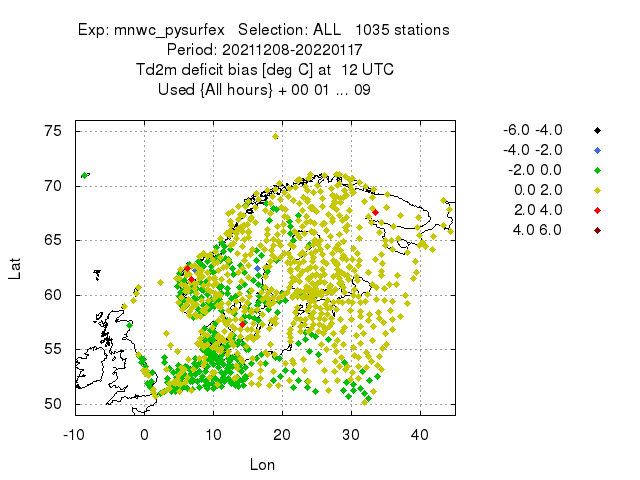 Exp: mnwc_pysurfex Selection: ALL 1035 stations
Period: 20211208-20220117
Td2m deficit bias [deg C] at 12 UTC
Used {All hours} + 00 01 ... 09
-6.0 -4.0
-4.0 -2.0
-2.0 0.0
0.0 2.0
2.0 4.0
4.0 6.0
75
70
65
60
55
50
Lat
-10 0 10 20 30 40
Lon